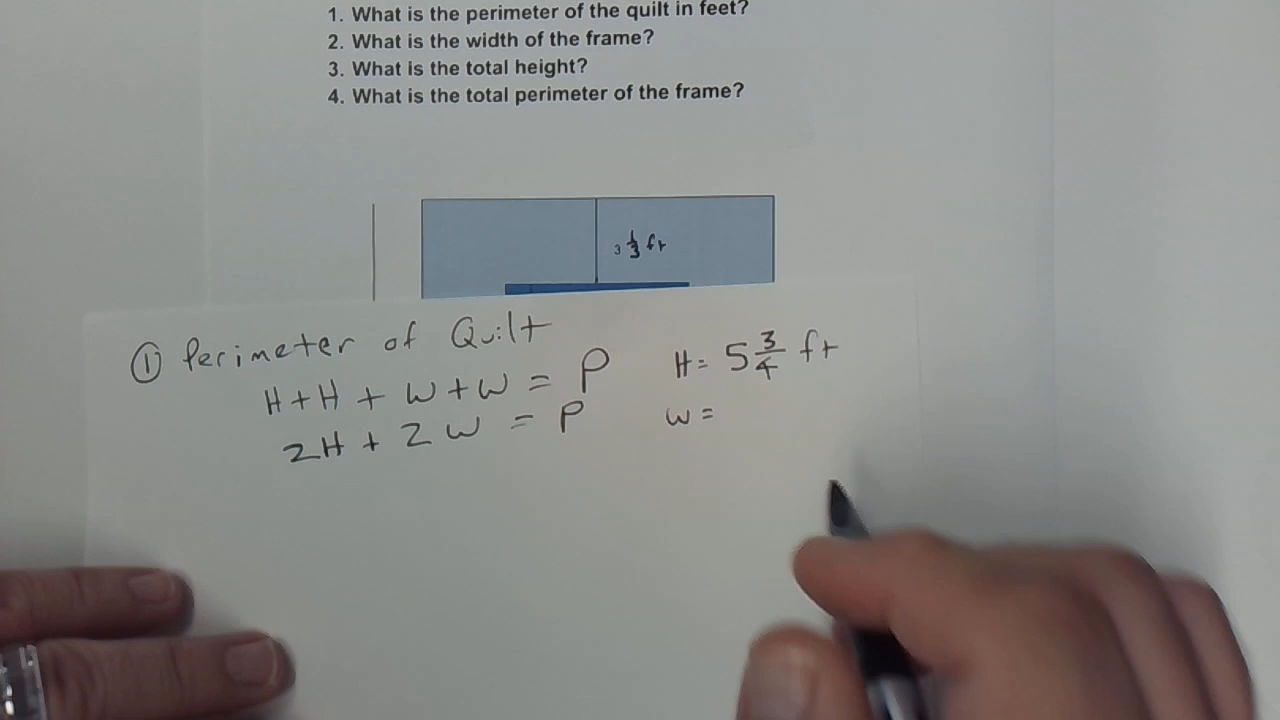 1. What is the perimeter of the quilt in feet?
2. What is the width of the frame?
3. What is the total height?
4. What is the total perimeter of the frame?
3 1/3 ft
① Perimeter of Quilt
H+H + W+W = P
H= 5 3/4 ft
2H + 2W = P
W=